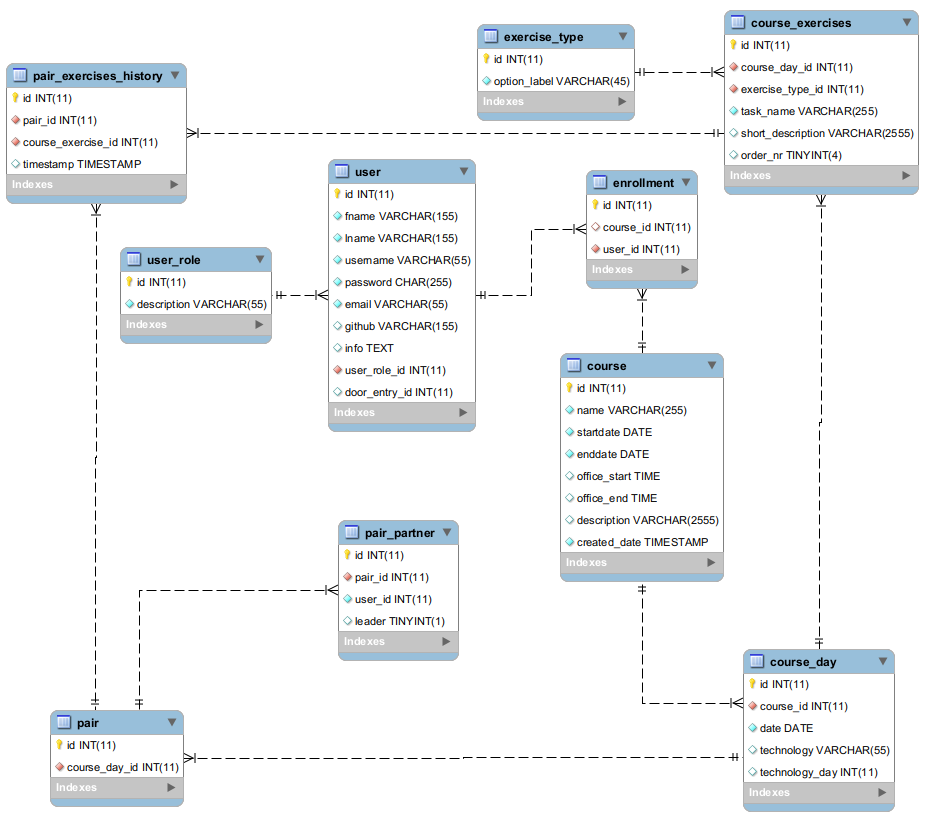 course_exercises
id INT(11)
course_day_id INT(11)
exercise_type_id INT(11)
task_name VARCHAR(255)
short_description VARCHAR(2555)
order_nr TINYINT(4)
Indexes
exercise_type
id INT(11)
option_label VARCHAR(45)
Indexes
pair_exercises_history
id INT(11)
pair_id INT(11)
course_exercise_id INT(11)
timestamp TIMESTAMP
Indexes
user
id INT(11)
fname VARCHAR(155)
lname VARCHAR(155)
username VARCHAR(55)
password CHAR(255)
email VARCHAR(55)
github VARCHAR(155)
info TEXT
user_role_id INT(11)
door_entry_id INT(11)
Indexes
enrollment
id INT(11)
course_id INT(11)
user_id INT(11)
Indexes
user_role
id INT(11)
description VARCHAR(55)
Indexes
course
id INT(11)
name VARCHAR(255)
startdate DATE
enddate DATE
office_start TIME
office_end TIME
description VARCHAR(2555)
created_date TIMESTAMP
Indexes
pair_partner
id INT(11)
pair_id INT(11)
user_id INT(11)
leader TINYINT(1)
Indexes
course_day
id INT(11)
course_id INT(11)
date DATE
technology VARCHAR(55)
technology_day INT(11)
Indexes
pair
id INT(11)
course_day_id INT(11)
Indexes